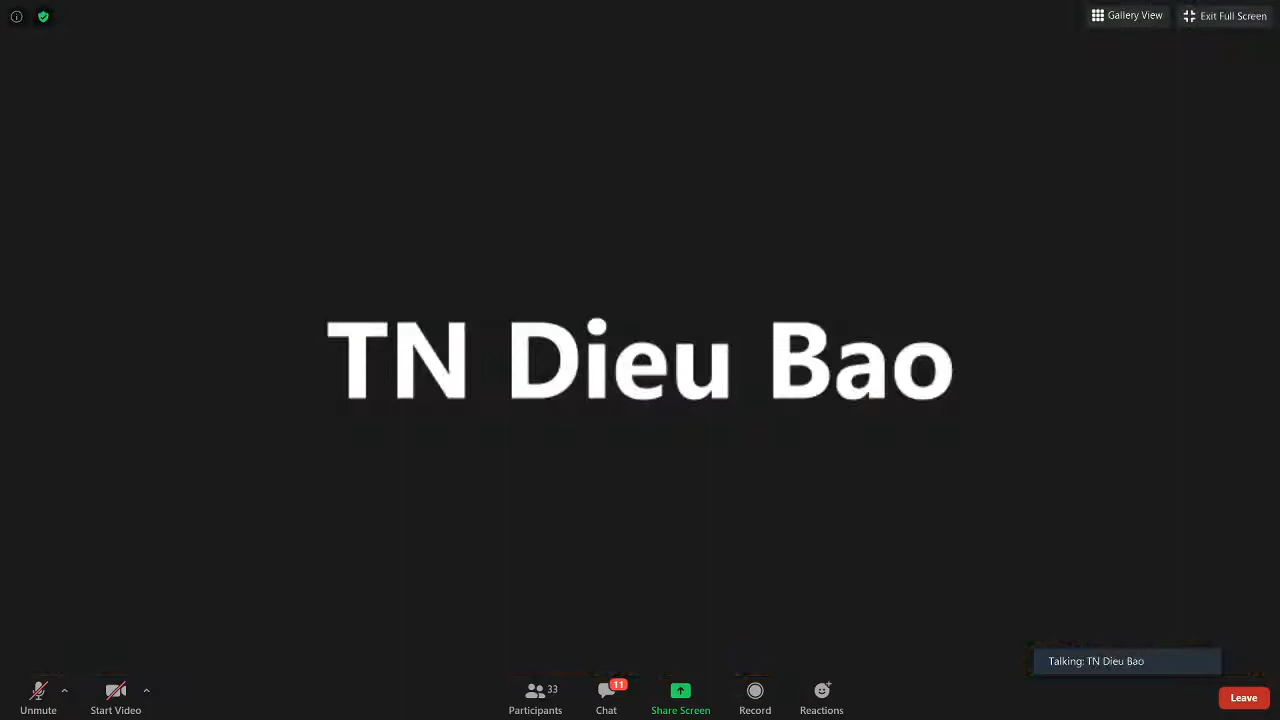 Gallery View
Exit Full Screen
TN Dieu Bao
Talking: TN Dieu Bao
Unmute
Start Video
Participants
33
Chat
11
Share Screen
Record
Reactions
Leave